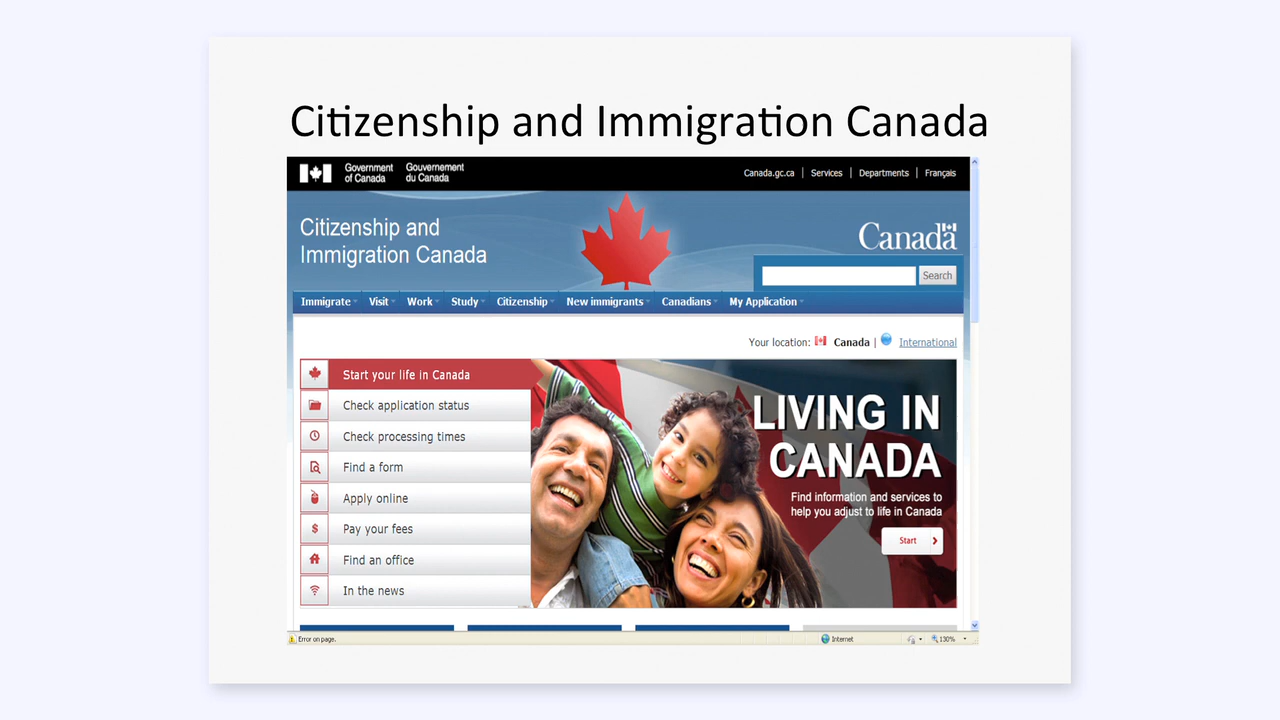 Citizenship and Immigration Canada
Government of Canada
Gouvernement du Canada
Canada.gc.ca | Services | Departments | Français
Citizenship and
Immigration Canada
Canada
Search
Immigrate Visit Work Study Citizenship New immigrants Canadians My Application
Your location: Canada | International
Start your life in Canada
Check application status
Check processing times
Find a form
Apply online
Pay your fees
Find an office
In the news
LIVING IN
CANADA
Find information and services to
help you adjust to life in Canada
Start
Error on page.
Internet
130%